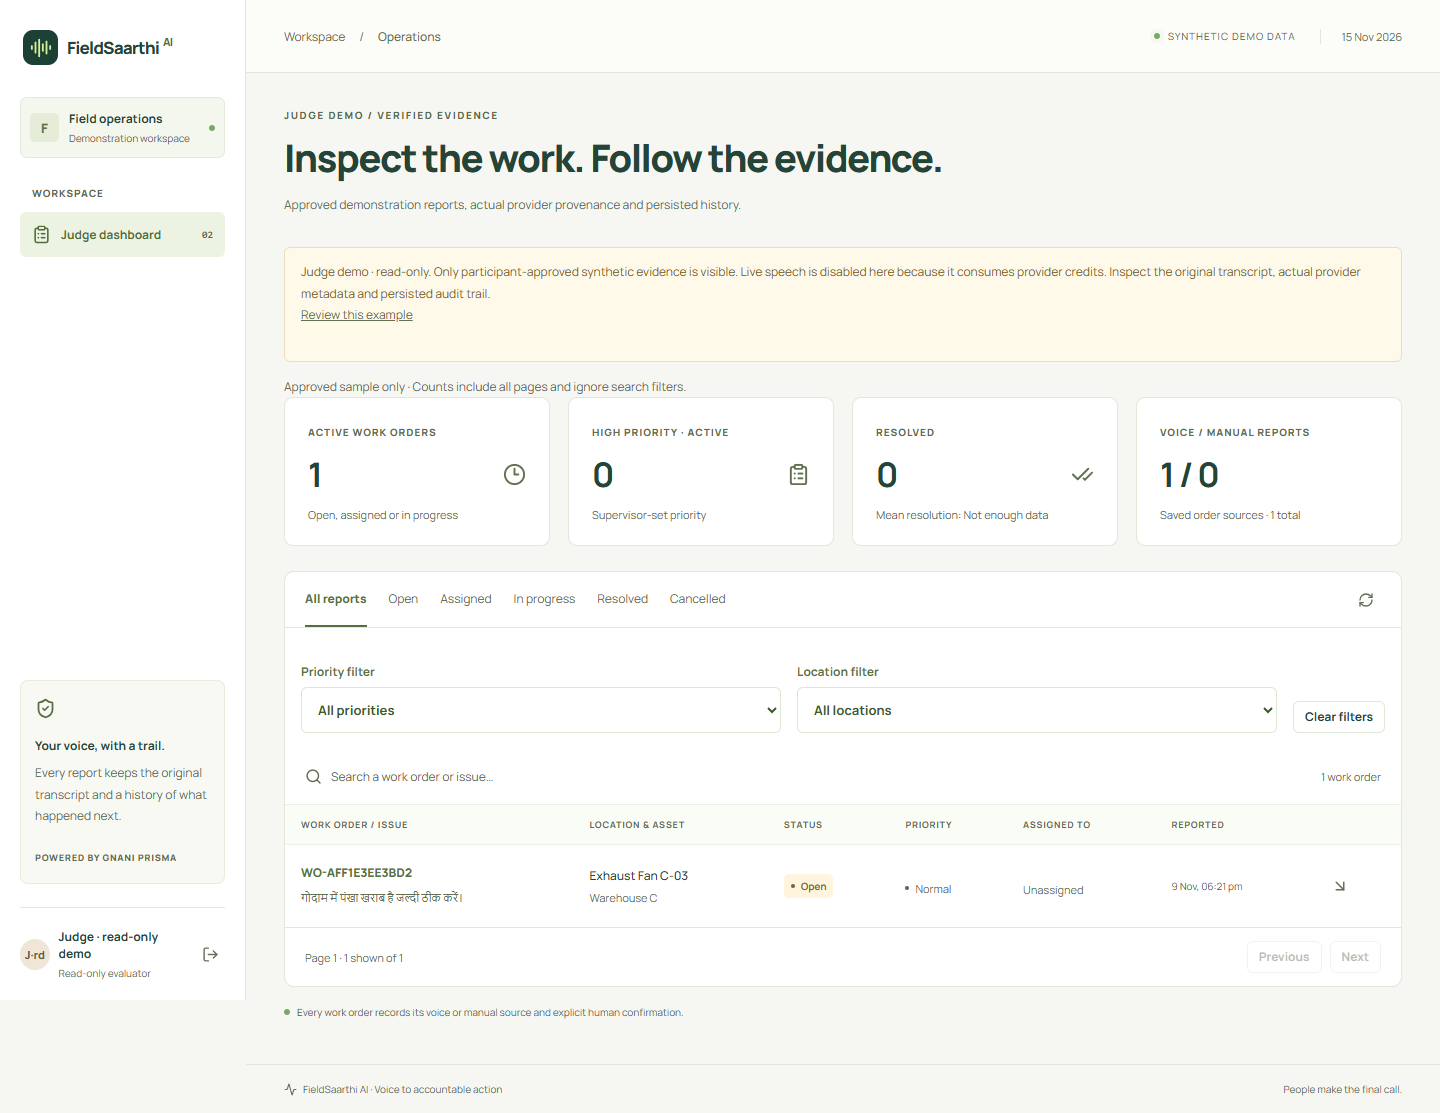 FieldSaarthi AI
Field operations
F
Demonstration workspace
WORKSPACE
Judge dashboard 02
Your voice, with a trail.
Every report keeps the original
transcript and a history of what
happened next.
POWERED BY GNANI PRISMA
Judge · read-only
demo
J·rd
Read-only evaluator
Workspace / Operations
SYNTHETIC DEMO DATA
15 Nov 2026
JUDGE DEMO / VERIFIED EVIDENCE
Inspect the work. Follow the evidence.
Approved demonstration reports, actual provider provenance and persisted history.
Judge demo · read-only. Only participant-approved synthetic evidence is visible. Live speech is disabled here because it consumes provider credits. Inspect the original transcript, actual provider
metadata and persisted audit trail.
Review this example
Approved sample only · Counts include all pages and ignore search filters.
ACTIVE WORK ORDERS
1
Open, assigned or in progress
HIGH PRIORITY · ACTIVE
0
Supervisor-set priority
RESOLVED
0
Mean resolution: Not enough data
VOICE / MANUAL REPORTS
1 / 0
Saved order sources · 1 total
All reports Open Assigned In progress Resolved Cancelled
Priority filter
All priorities
Location filter
All locations
Clear filters
Search a work order or issue...
1 work order
WORK ORDER / ISSUE LOCATION & ASSET STATUS PRIORITY ASSIGNED TO REPORTED
WO-AFF1E3EE3BD2
गोदाम में पंखा खराब है जल्दी ठीक करें।
Exhaust Fan C-03
Warehouse C
Open
Normal
Unassigned
9 Nov, 06:21 pm
Page 1 · 1 shown of 1
Previous Next
Every work order records its voice or manual source and explicit human confirmation.
FieldSaarthi AI · Voice to accountable action
People make the final call.